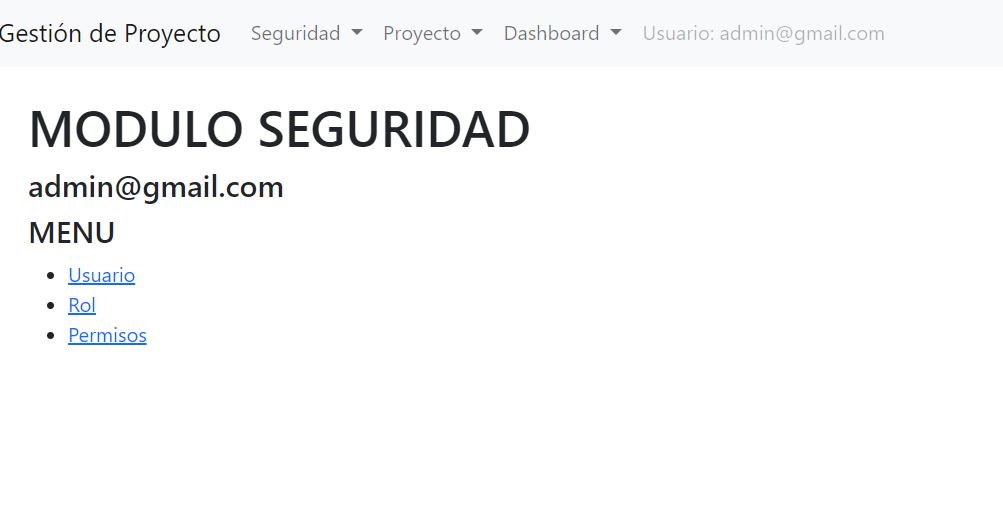 Gestión de Proyecto Seguridad Proyecto Dashboard Usuario: admin@gmail.com
MODULO SEGURIDAD
admin@gmail.com
MENU
Usuario
Rol
Permisos